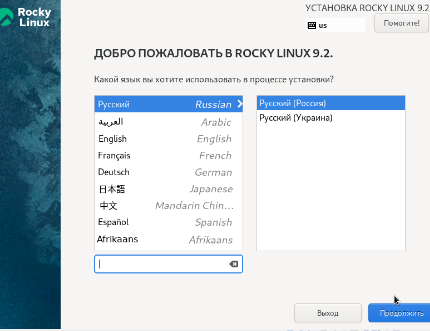 Rocky
Linux
УСТАНОВКА ROCKY LINUX 9.2
us
Помогите!
ДОБРО ПОЖАЛОВАТЬ В ROCKY LINUX 9.2.
Какой язык вы хотите использовать в процессе установки?
Русский Russian
العربية Arabic
English English
Français French
Deutsch German
日本語 Japanese
中文 Mandarin Chin...
Español Spanish
Afrikaans Afrikaans
Русский (Россия)
Русский (Украина)
Выход
Продолжить